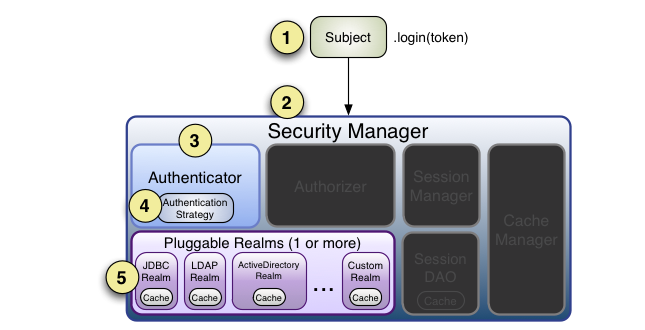 1
Subject
.login(token)
2
Security Manager
3
Authenticator
4
Authentication
Strategy
Authorizer
Session
Manager
Cache
Manager
Session
DAO
Cache
Pluggable Realms (1 or more)
5
JDBC
Realm
Cache
LDAP
Realm
Cache
ActiveDirectory
Realm
Cache
...
Custom
Realm
Cache